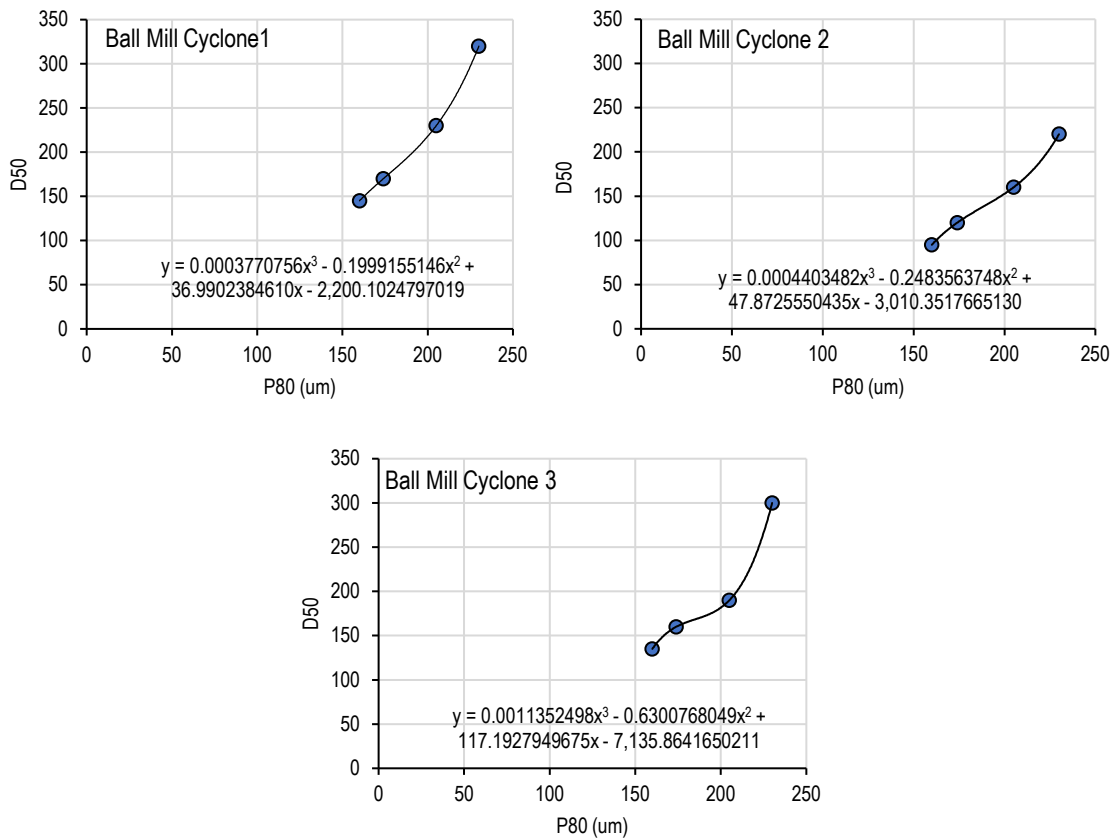 Ball Mill Cyclone1
350
300
250
200
150
100
50
0
D50
y = 0.0003770756x³ - 0.1999155146x² +
36.9902384610x - 2,200.1024797019
0 50 100 150 200 250
P80 (um)
Ball Mill Cyclone 2
350
300
250
200
150
100
50
0
D50
y = 0.0004403482x³ - 0.2483563748x² +
47.8725550435x - 3,010.3517665130
0 50 100 150 200 250
P80 (um)
Ball Mill Cyclone 3
350
300
250
200
150
100
50
0
D50
y = 0.0011352498x³ - 0.6300768049x² +
117.1927949675x - 7,135.8641650211
0 50 100 150 200 250
P80 (um)